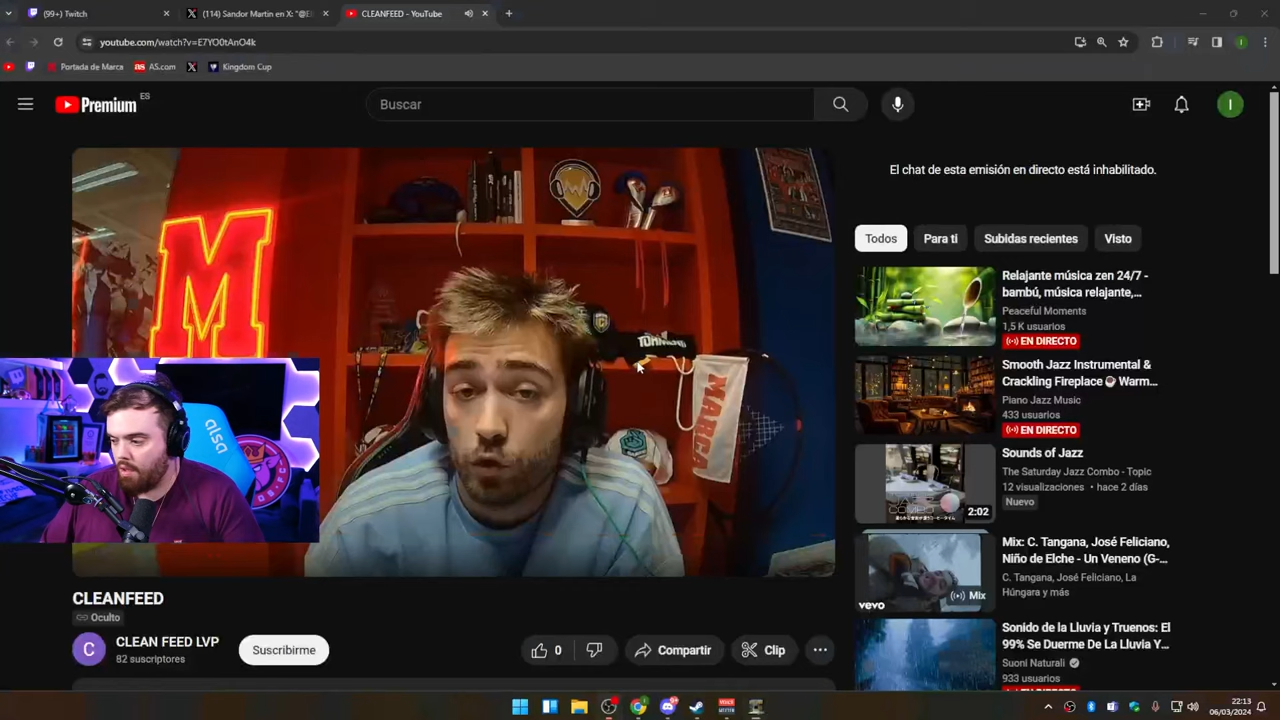 (99+) Twitch
(114) Sandor Martin en X: "@El
CLEANFEED - YouTube
youtube.com/watch?v=E7YO0tAnO4k
Portada de Marca
AS.com
Kingdom Cup
Premium
ES
Buscar
I
El chat de esta emisión en directo está inhabilitado.
Todos
Para ti
Subidas recientes
Visto
M
MARCA
alsa
Relajante música zen 24/7 -
bambú, música relajante,...
Peaceful Moments
1,5 K usuarios
EN DIRECTO
Smooth Jazz Instrumental &
Crackling Fireplace ☕ Warm...
Piano Jazz Music
433 usuarios
EN DIRECTO
Sounds of Jazz
The Saturday Jazz Combo - Topic
12 visualizaciones • hace 2 días
Nuevo
2:02
Mix: C. Tangana, José Feliciano,
Niño de Elche - Un Veneno (G-...
C. Tangana, José Feliciano, La
Húngara y más
vevo
Mix
Sonido de la Lluvia y Truenos: El
99% Se Duerme De La Lluvia Y...
Suoni Naturali
933 usuarios
EN DIRECTO
CLEANFEED
Oculto
C
CLEAN FEED LVP
82 suscriptores
Suscribirme
0
Compartir
Clip
22:13
06/03/2024